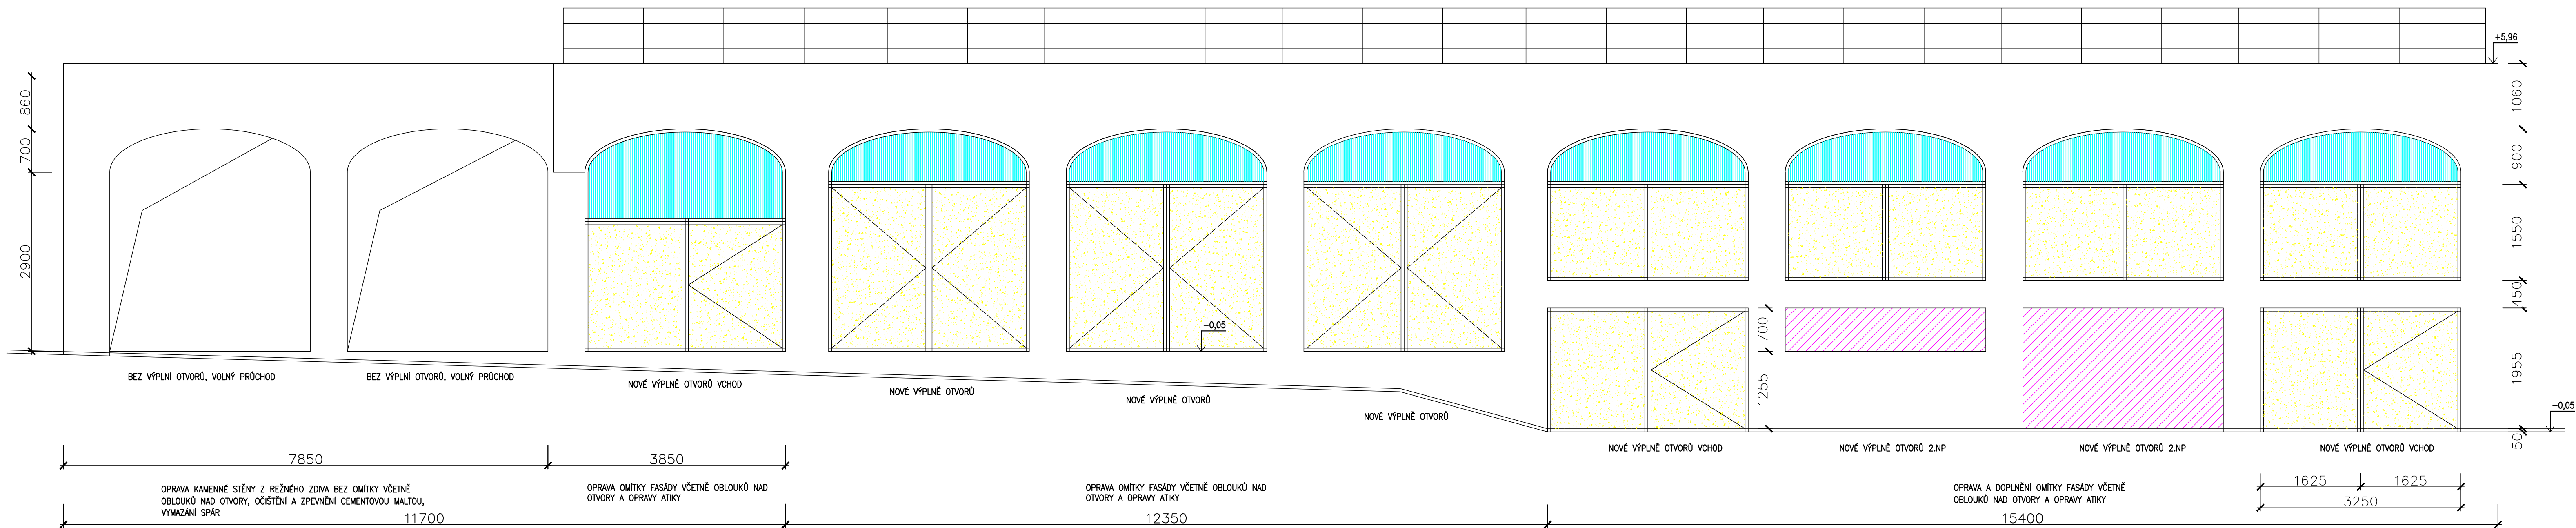 +5,96
860
700
2900
1060
900
1550
450
1955
50
700
1255
-0,05
-0,05
BEZ VÝPLNÍ OTVORŮ, VOLNÝ PRŮCHOD
BEZ VÝPLNÍ OTVORŮ, VOLNÝ PRŮCHOD
NOVÉ VÝPLNĚ OTVORŮ VCHOD
NOVÉ VÝPLNĚ OTVORŮ
NOVÉ VÝPLNĚ OTVORŮ
NOVÉ VÝPLNĚ OTVORŮ
NOVÉ VÝPLNĚ OTVORŮ VCHOD
NOVÉ VÝPLNĚ OTVORŮ 2.NP
NOVÉ VÝPLNĚ OTVORŮ 2.NP
NOVÉ VÝPLNĚ OTVORŮ VCHOD
7850
3850
1625
1625
3250
OPRAVA KAMENNÉ STĚNY Z REŽNÉHO ZDIVA BEZ OMÍTKY VČETNĚ
OBLOUKŮ NAD OTVORY, OČIŠTĚNÍ A ZPEVNĚNÍ CEMENTOVOU MALTOU,
VYMAZÁNÍ SPÁR
OPRAVA OMÍTKY FASÁDY VČETNĚ OBLOUKŮ NAD
OTVORY A OPRAVY ATIKY
OPRAVA OMÍTKY FASÁDY VČETNĚ OBLOUKŮ NAD
OTVORY A OPRAVY ATIKY
OPRAVA A DOPLNĚNÍ OMÍTKY FASÁDY VČETNĚ
OBLOUKŮ NAD OTVORY A OPRAVY ATIKY
11700
12350
15400